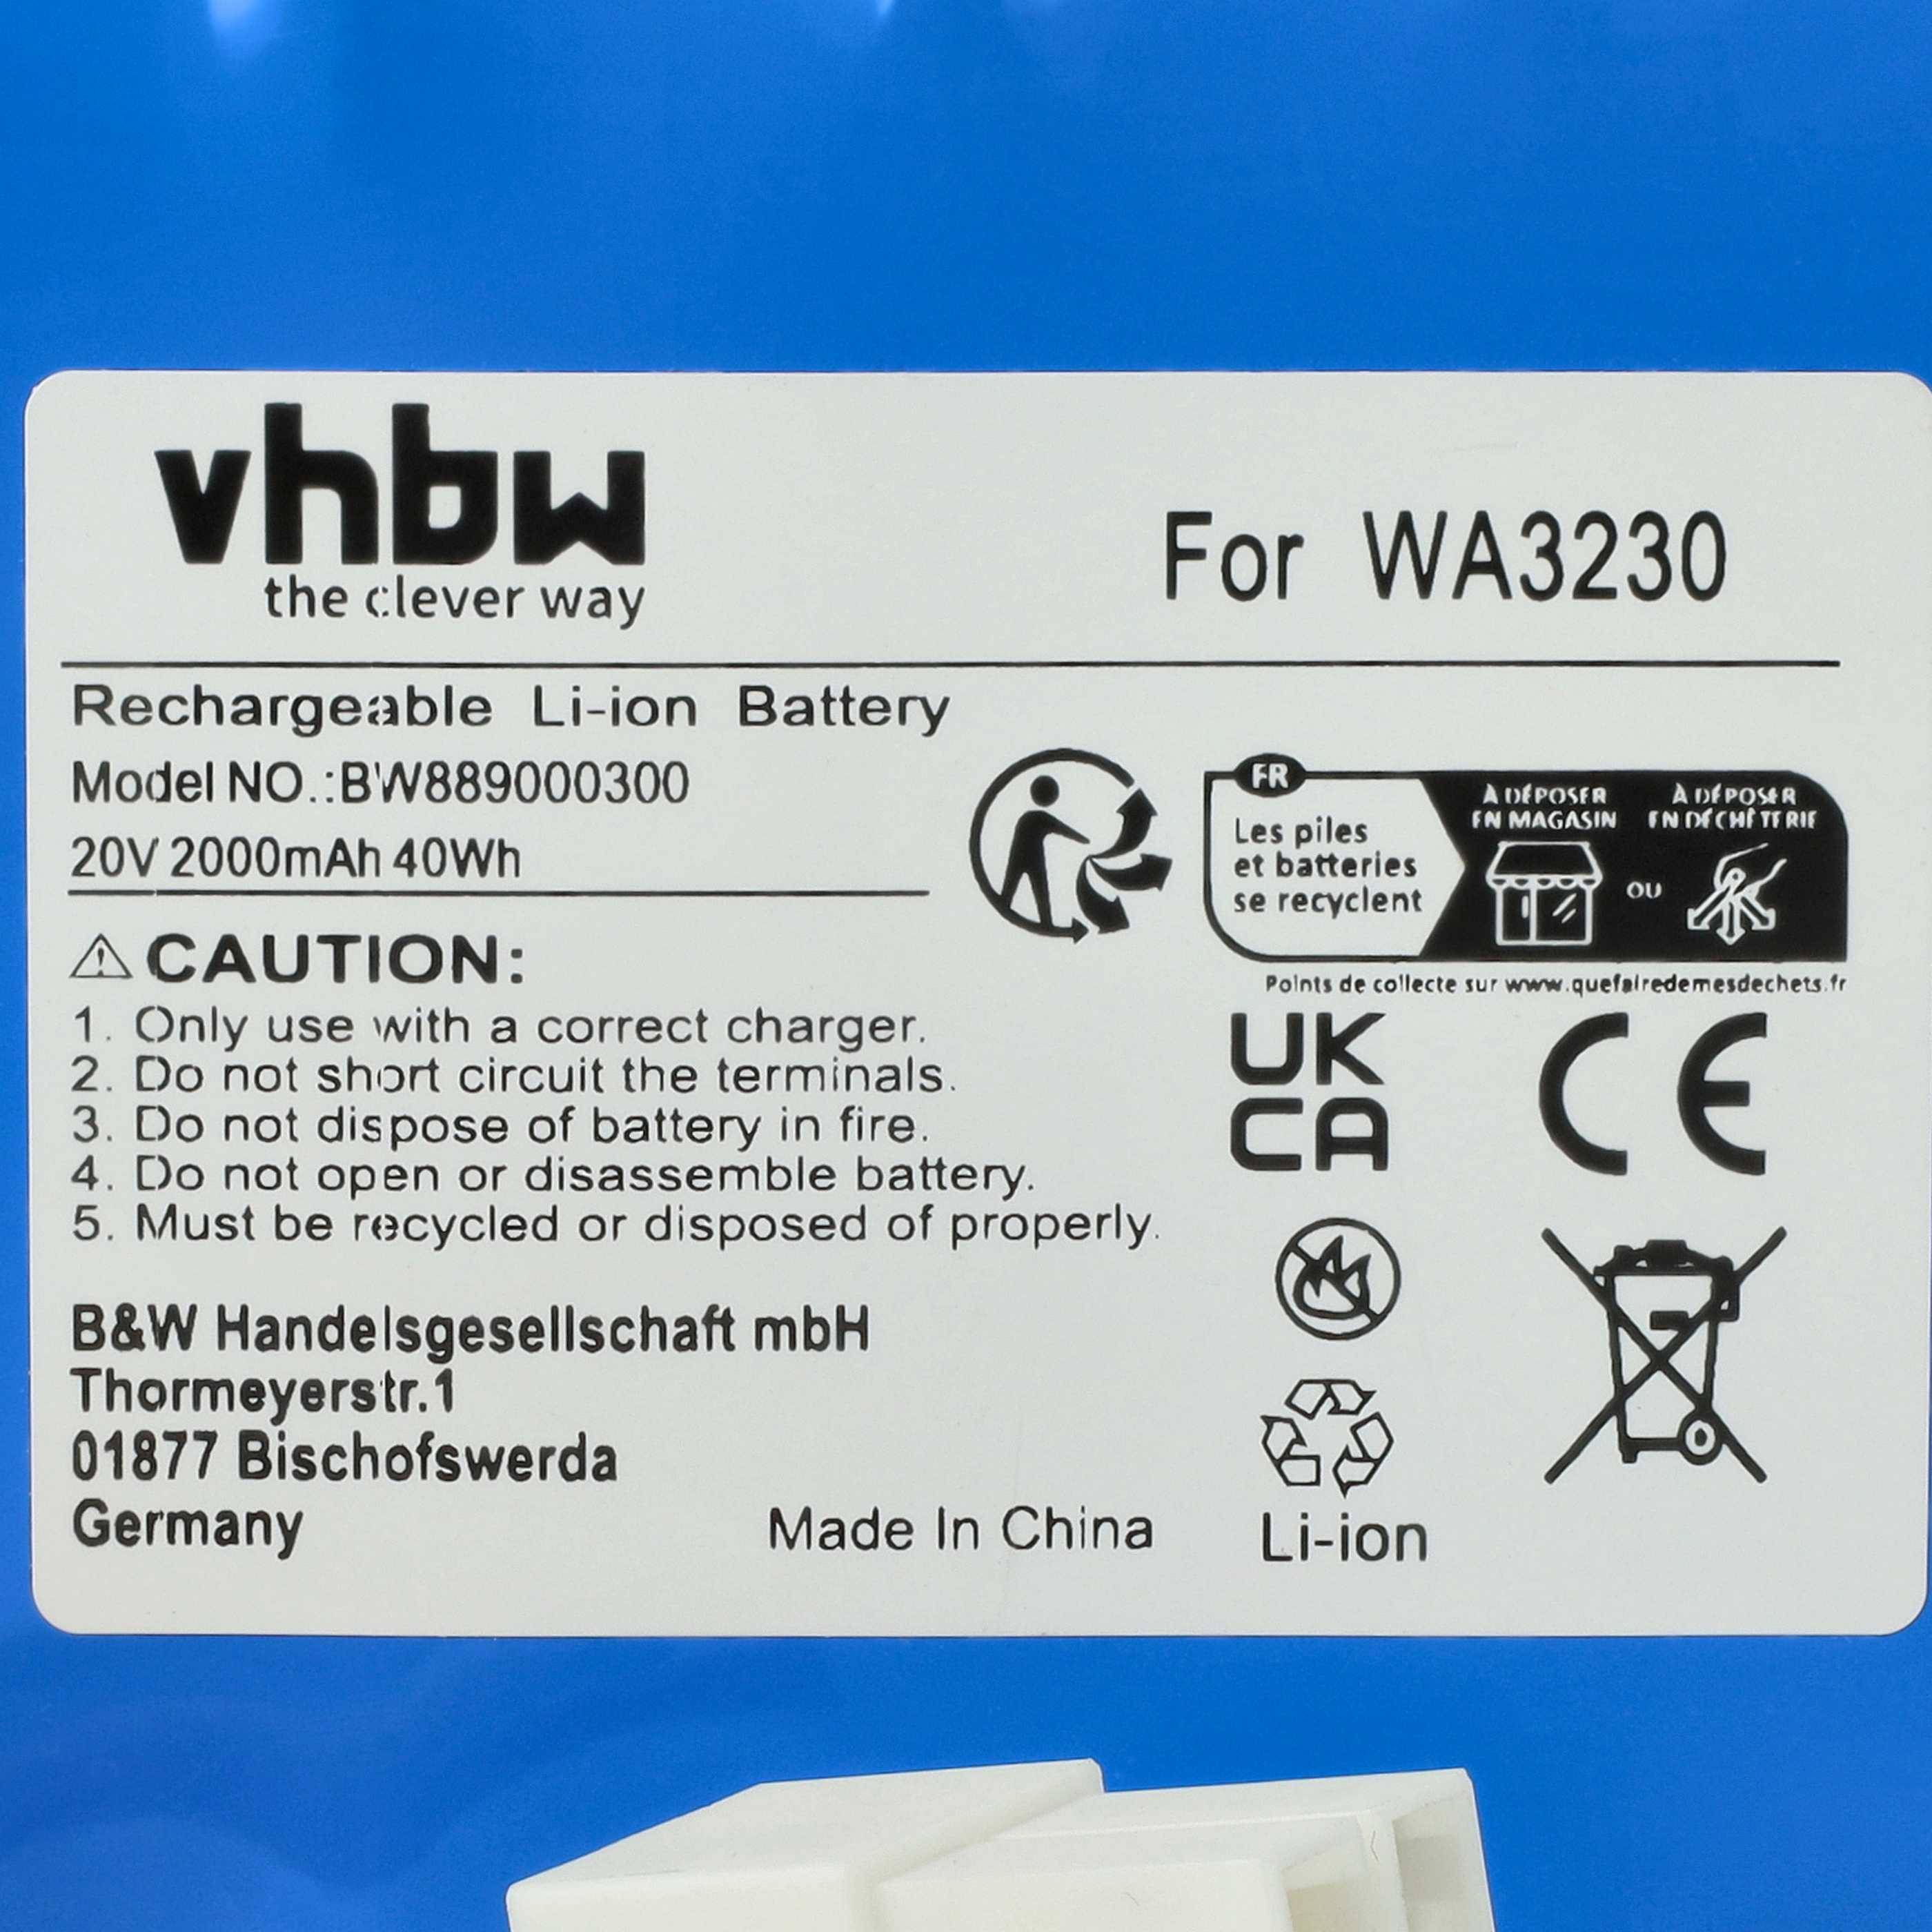 vhbw
the clever way
For WA3230
Rechargeable Li-ion Battery
Model NO.:BW889000300
20V 2000mAh 40Wh
FR
Les piles
et batteries
se recyclent
À DÉPOSER
EN MAGASIN
OU
À DÉPOSER
EN DÉCHÈTERIE
Points de collecte sur www.quefairedemesdechets.fr
CAUTION:
1. Only use with a correct charger.
2. Do not short circuit the terminals.
3. Do not dispose of battery in fire.
4. Do not open or disassemble battery.
5. Must be recycled or disposed of properly.
UK
CA
CE
B&W Handelsgesellschaft mbH
Thormeyerstr.1
01877 Bischofswerda
Germany
Made In China
Li-ion